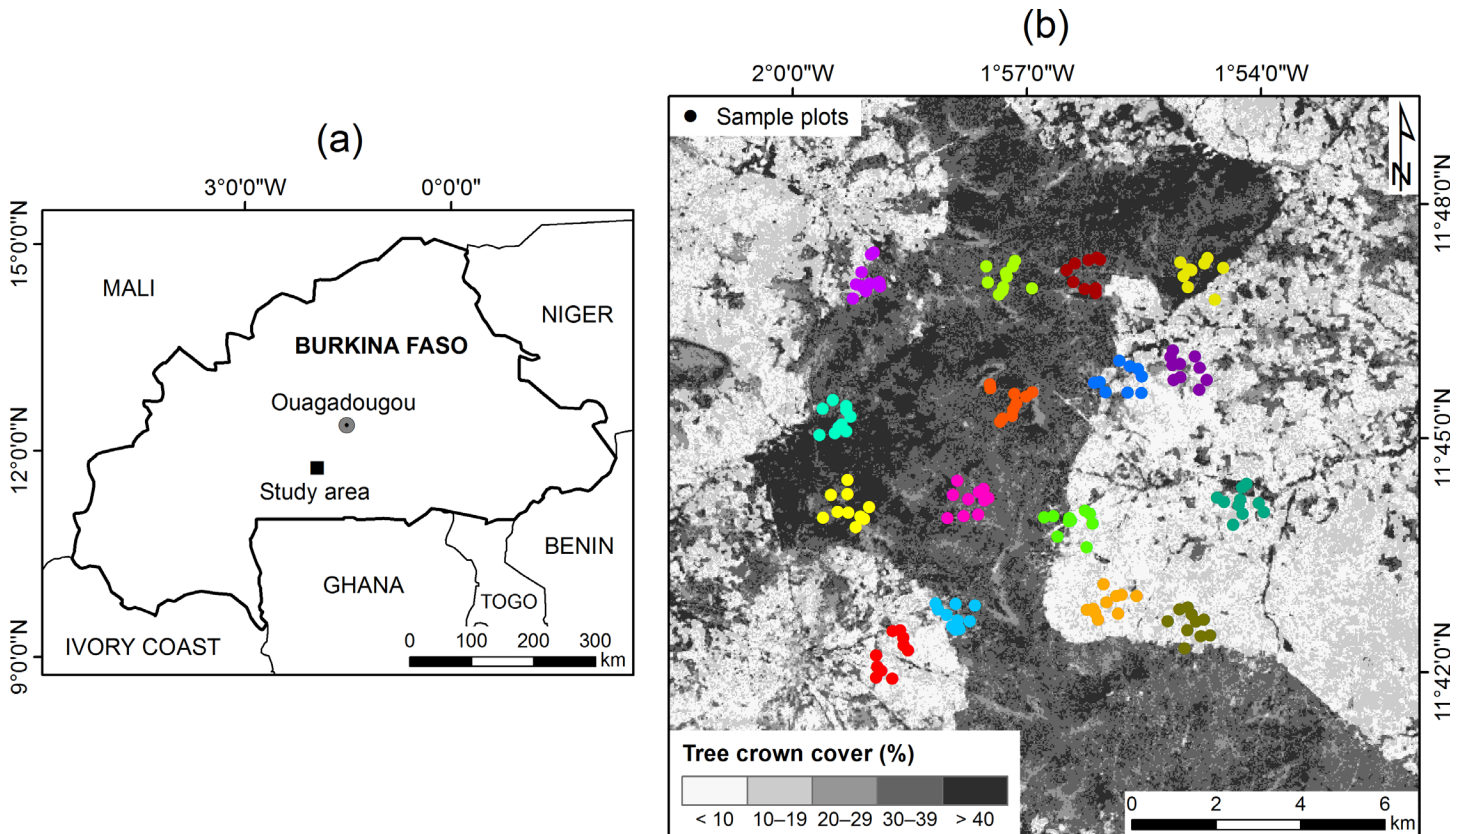 (a)
3°0'0"W
0°0'0"
15°0'0"N
12°0'0"N
9°0'0"N
MALI
NIGER
BURKINA FASO
Ouagadougou
Study area
BENIN
GHANA
TOGO
IVORY COAST
0 100 200 300
km
(b)
2°0'0"W
1°57'0"W
1°54'0"W
Sample plots
N
11°48'0"N
11°45'0"N
11°42'0"N
Tree crown cover (%)
< 10 10–19 20–29 30–39 > 40
0 2 4 6
km